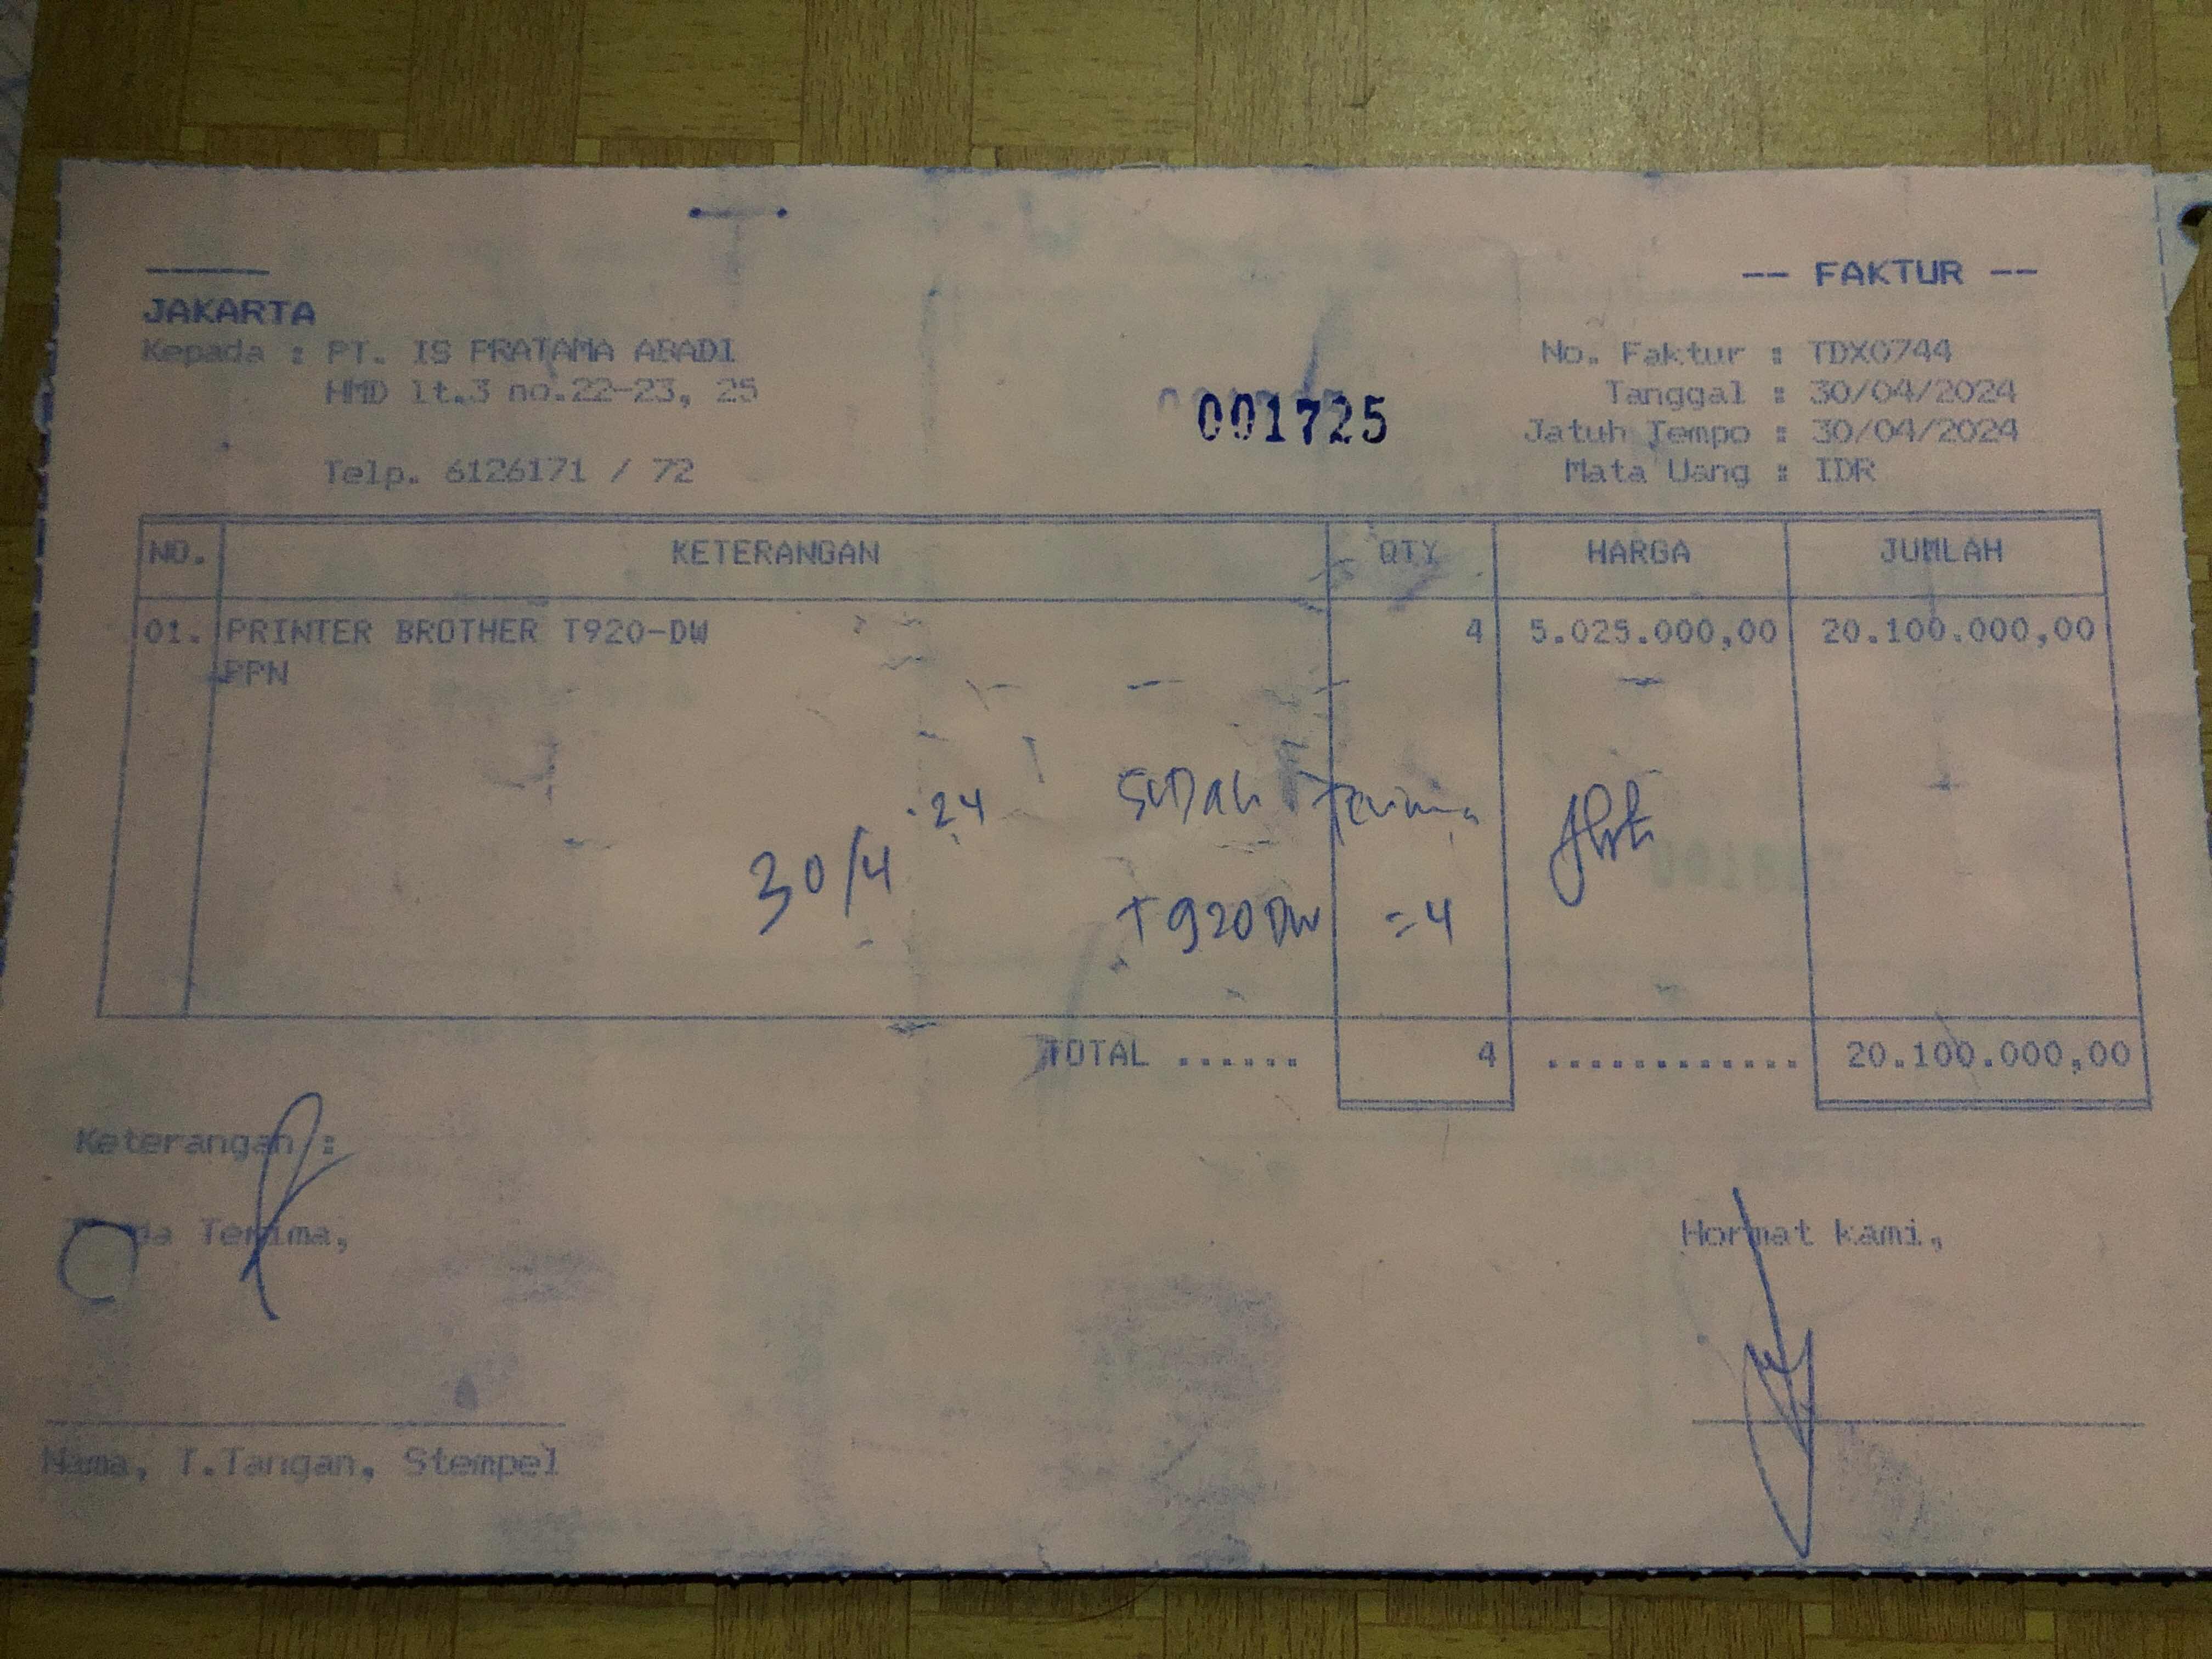 -- FAKTUR --
JAKARTA
Kepada : PT. IS PRATAMA ABADI
HMD lt.3 no.22-23, 25
Telp. 6126171 / 72
001725
No. Faktur : TDX0744
Tanggal : 30/04/2024
Jatuh Tempo : 30/04/2024
Mata Uang : IDR
NO. KETERANGAN QTY HARGA JUMLAH
01. PRINTER BROTHER T920-DW 4 5.025.000,00 20.100.000,00
PPN
30/4 .24
SuDah Terima
T920DW =4
TOTAL ...... 4 ............. 20.100.000,00
Keterangan :
Terima,
Hormat kami,
Nama, T.Tangan, Stempel